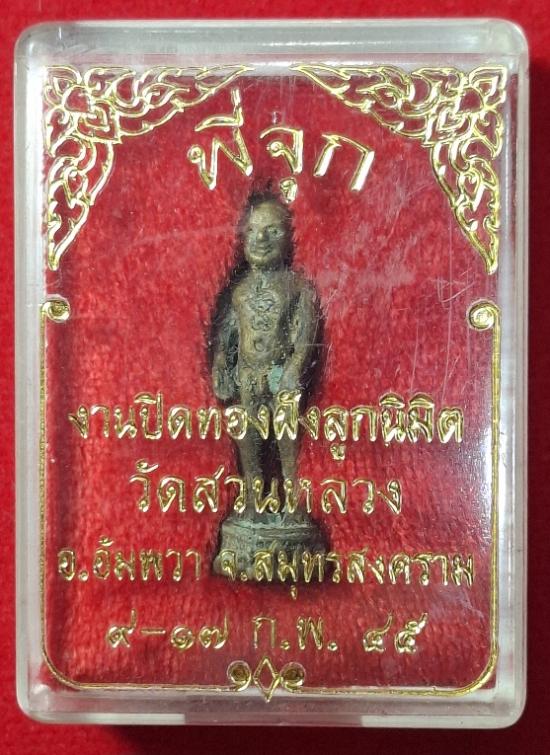 พี่จุก
งานปิดทองฝังลูกนิมิต
วัดสวนหลวง
อ.อัมพวา จ.สมุทรสงคราม
๙-๑๗ ก.พ. ๔๕